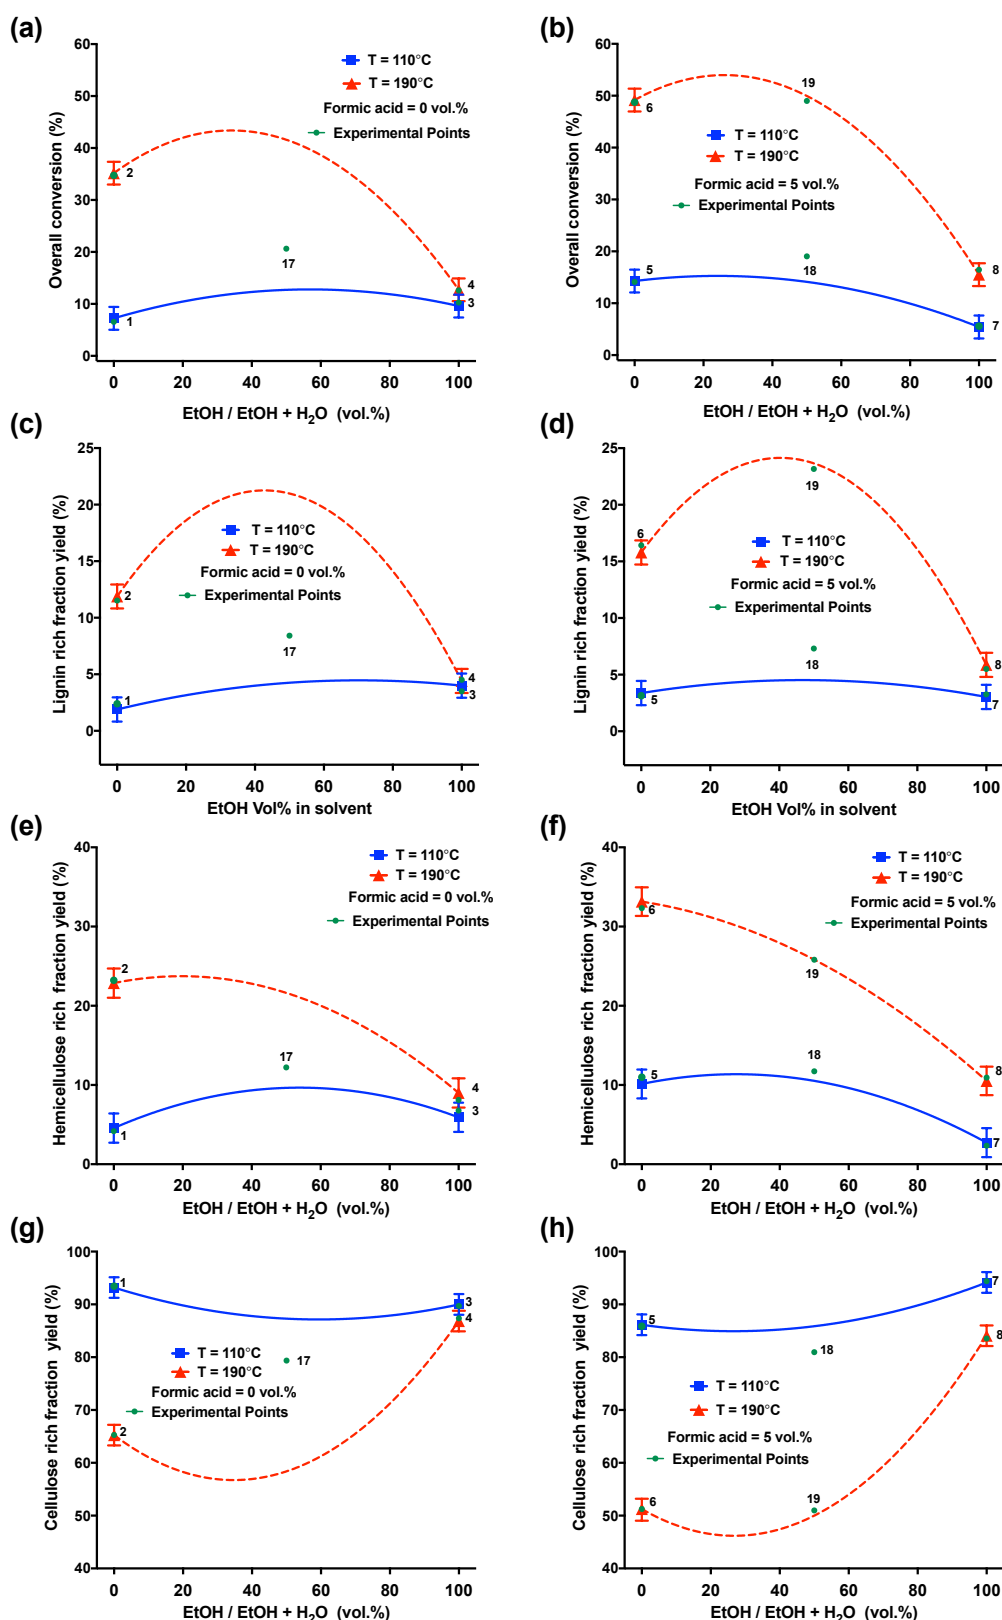 (a)
Overall conversion (%)
60
50
40
30
20
10
0
T = 110°C
T = 190°C
Formic acid = 0 vol.%
Experimental Points
2
17
4
3
1
0 20 40 60 80 100
EtOH / EtOH + H₂O (vol.%)
(b)
Overall conversion (%)
60
50
40
30
20
10
0
19
6
T = 110°C
T = 190°C
Formic acid = 5 vol.%
Experimental Points
5
18
8
7
0 20 40 60 80 100
EtOH / EtOH + H₂O (vol.%)
(c)
Lignin rich fraction yield (%)
25
20
15
10
5
0
T = 110°C
T = 190°C
Formic acid = 0 vol.%
Experimental Points
2
17
4
3
1
0 20 40 60 80 100
EtOH Vol% in solvent
(d)
Lignin rich fraction yield (%)
25
20
15
10
5
0
19
6
T = 110°C
T = 190°C
Formic acid = 5 vol.%
Experimental Points
18
8
5
7
0 20 40 60 80 100
EtOH Vol% in solvent
(e)
Hemicellulose rich fraction yield (%)
40
30
20
10
0
T = 110°C
T = 190°C
Formic acid = 0 vol.%
Experimental Points
2
17
4
3
1
0 20 40 60 80 100
EtOH / EtOH + H₂O (vol.%)
(f)
Hemicellulose rich fraction yield (%)
40
30
20
10
0
T = 110°C
T = 190°C
Formic acid = 5 vol.%
Experimental Points
6
19
18
5
8
7
0 20 40 60 80 100
EtOH / EtOH + H₂O (vol.%)
(g)
Cellulose rich fraction yield (%)
100
90
80
70
60
50
40
1
3
4
T = 110°C
17
T = 190°C
Formic acid = 0 vol.%
Experimental Points
2
0 20 40 60 80 100
EtOH / EtOH + H₂O (vol.%)
(h)
Cellulose rich fraction yield (%)
100
90
80
70
60
50
40
7
5
18
8
T = 110°C
T = 190°C
Formic acid = 5 vol.%
Experimental Points
6
19
0 20 40 60 80 100
EtOH / EtOH + H₂O (vol.%)